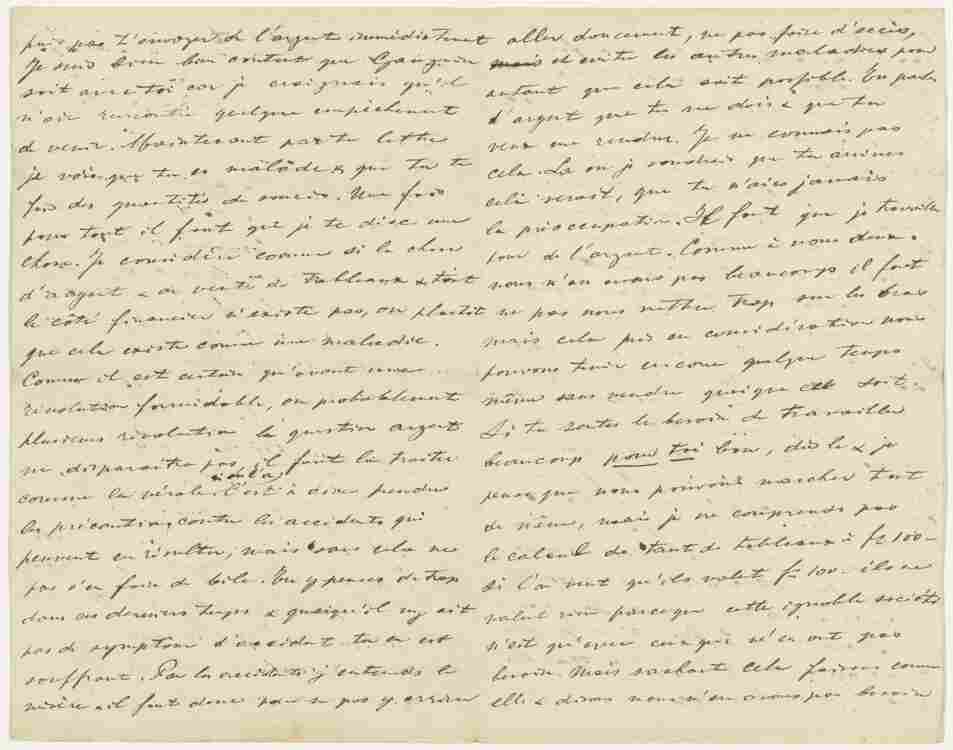 puis pas t'envoyer de l'argent immédiatement
Je suis bien bien content que Gauguin
soit avec toi car je craignais qu'il
n'aie rencontré quelque empêchement
à venir. Maintenant par ta lettre
je vois que tu es malade & que tu te
fais des quantités de soucis. Une fois
pour tout il faut que je te dise une
chose. Je considère comme si la chose
d'argent & de vente de tableaux & tout
le côté financier n'existe pas, ou plutôt
que cela existe comme une maladie.
Comme il est certain qu'avant une
révolution formidable, ou probablement
plusieurs révolutions la question argent
ne disparaitra pas, il faut la traiter
comme la vérole si on l'a, c'est à dire prendre
les précautions contre les accidents qui
peuvent en résulter, mais sans cela ne
pas s'en faire de bile. Tu y penses de trop
dans ces derniers temps & quoiqu'il n'y ait
pas de symptome d'accident tu en est
souffrant. Par les accidents j'entends la
misère & il faut donc pour ne pas y arriver
aller doucement, ne pas faire d'excès,
mais et éviter les autres maladies pour
autant que cela soit possible. Tu parles
d'argent que tu me dois & que tu
veux me rendre. Je ne connais pas
cela. Là où je voudrais que tu arrives
cela serait, que tu n'aies jamais
la préoccupation. Il faut que je travaille
pour de l'argent. Comme à nous deux
nous n'en avons pas beaucoup il faut
ne pas nous mettre trop sur les bras
mais cela pris en considération nous
pouvons tenir encore quelque temps
même sans vendre quoique ce soit.
Si tu sentes le besoin de travailler
beaucoup pour toi bon, dis le & je
pense que nous pouvons marcher tout
de même, mais je ne comprends pas
le calcul de tant de tableaux à fr 100 -
si l'on veut qu'ils valent fr 100 - ils ne
valent rien parceque cette ignoble société
n'est qu'avec ceux qui n'en ont pas
besoin. Mais sachant cela faisons comme
elle & disons nous n'en avons pas besoin